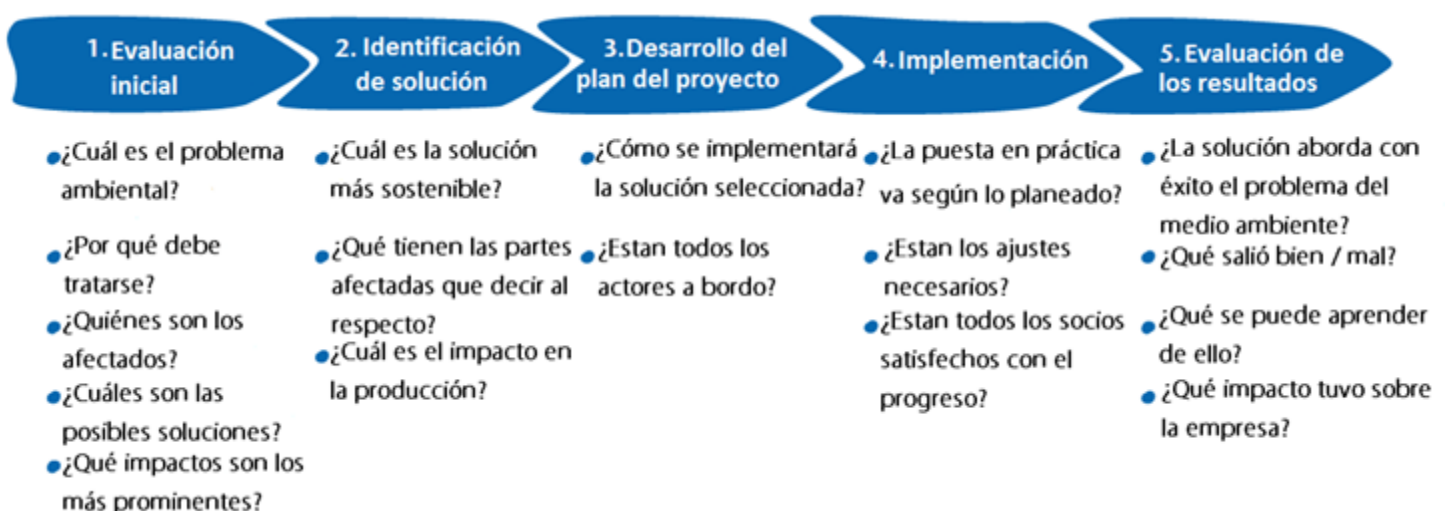 1. Evaluación
inicial
2. Identificación
de solución
3. Desarrollo del
plan del proyecto
4. Implementación
5. Evaluación de
los resultados
¿Cuál es el problema
ambiental?
¿Por qué debe
tratarse?
¿Quiénes son los
afectados?
¿Cuáles son las
posibles soluciones?
¿Qué impactos son los
más prominentes?
¿Cuál es la solución
más sostenible?
¿Qué tienen las partes
afectadas que decir al
respecto?
¿Cuál es el impacto en
la producción?
¿Cómo se implementará
la solución seleccionada?
¿Estan todos los
actores a bordo?
¿La puesta en práctica
va según lo planeado?
¿Estan los ajustes
necesarios?
¿Estan todos los socios
satisfechos con el
progreso?
¿La solución aborda con
éxito el problema del
medio ambiente?
¿Qué salió bien / mal?
¿Qué se puede aprender
de ello?
¿Qué impacto tuvo sobre
la empresa?